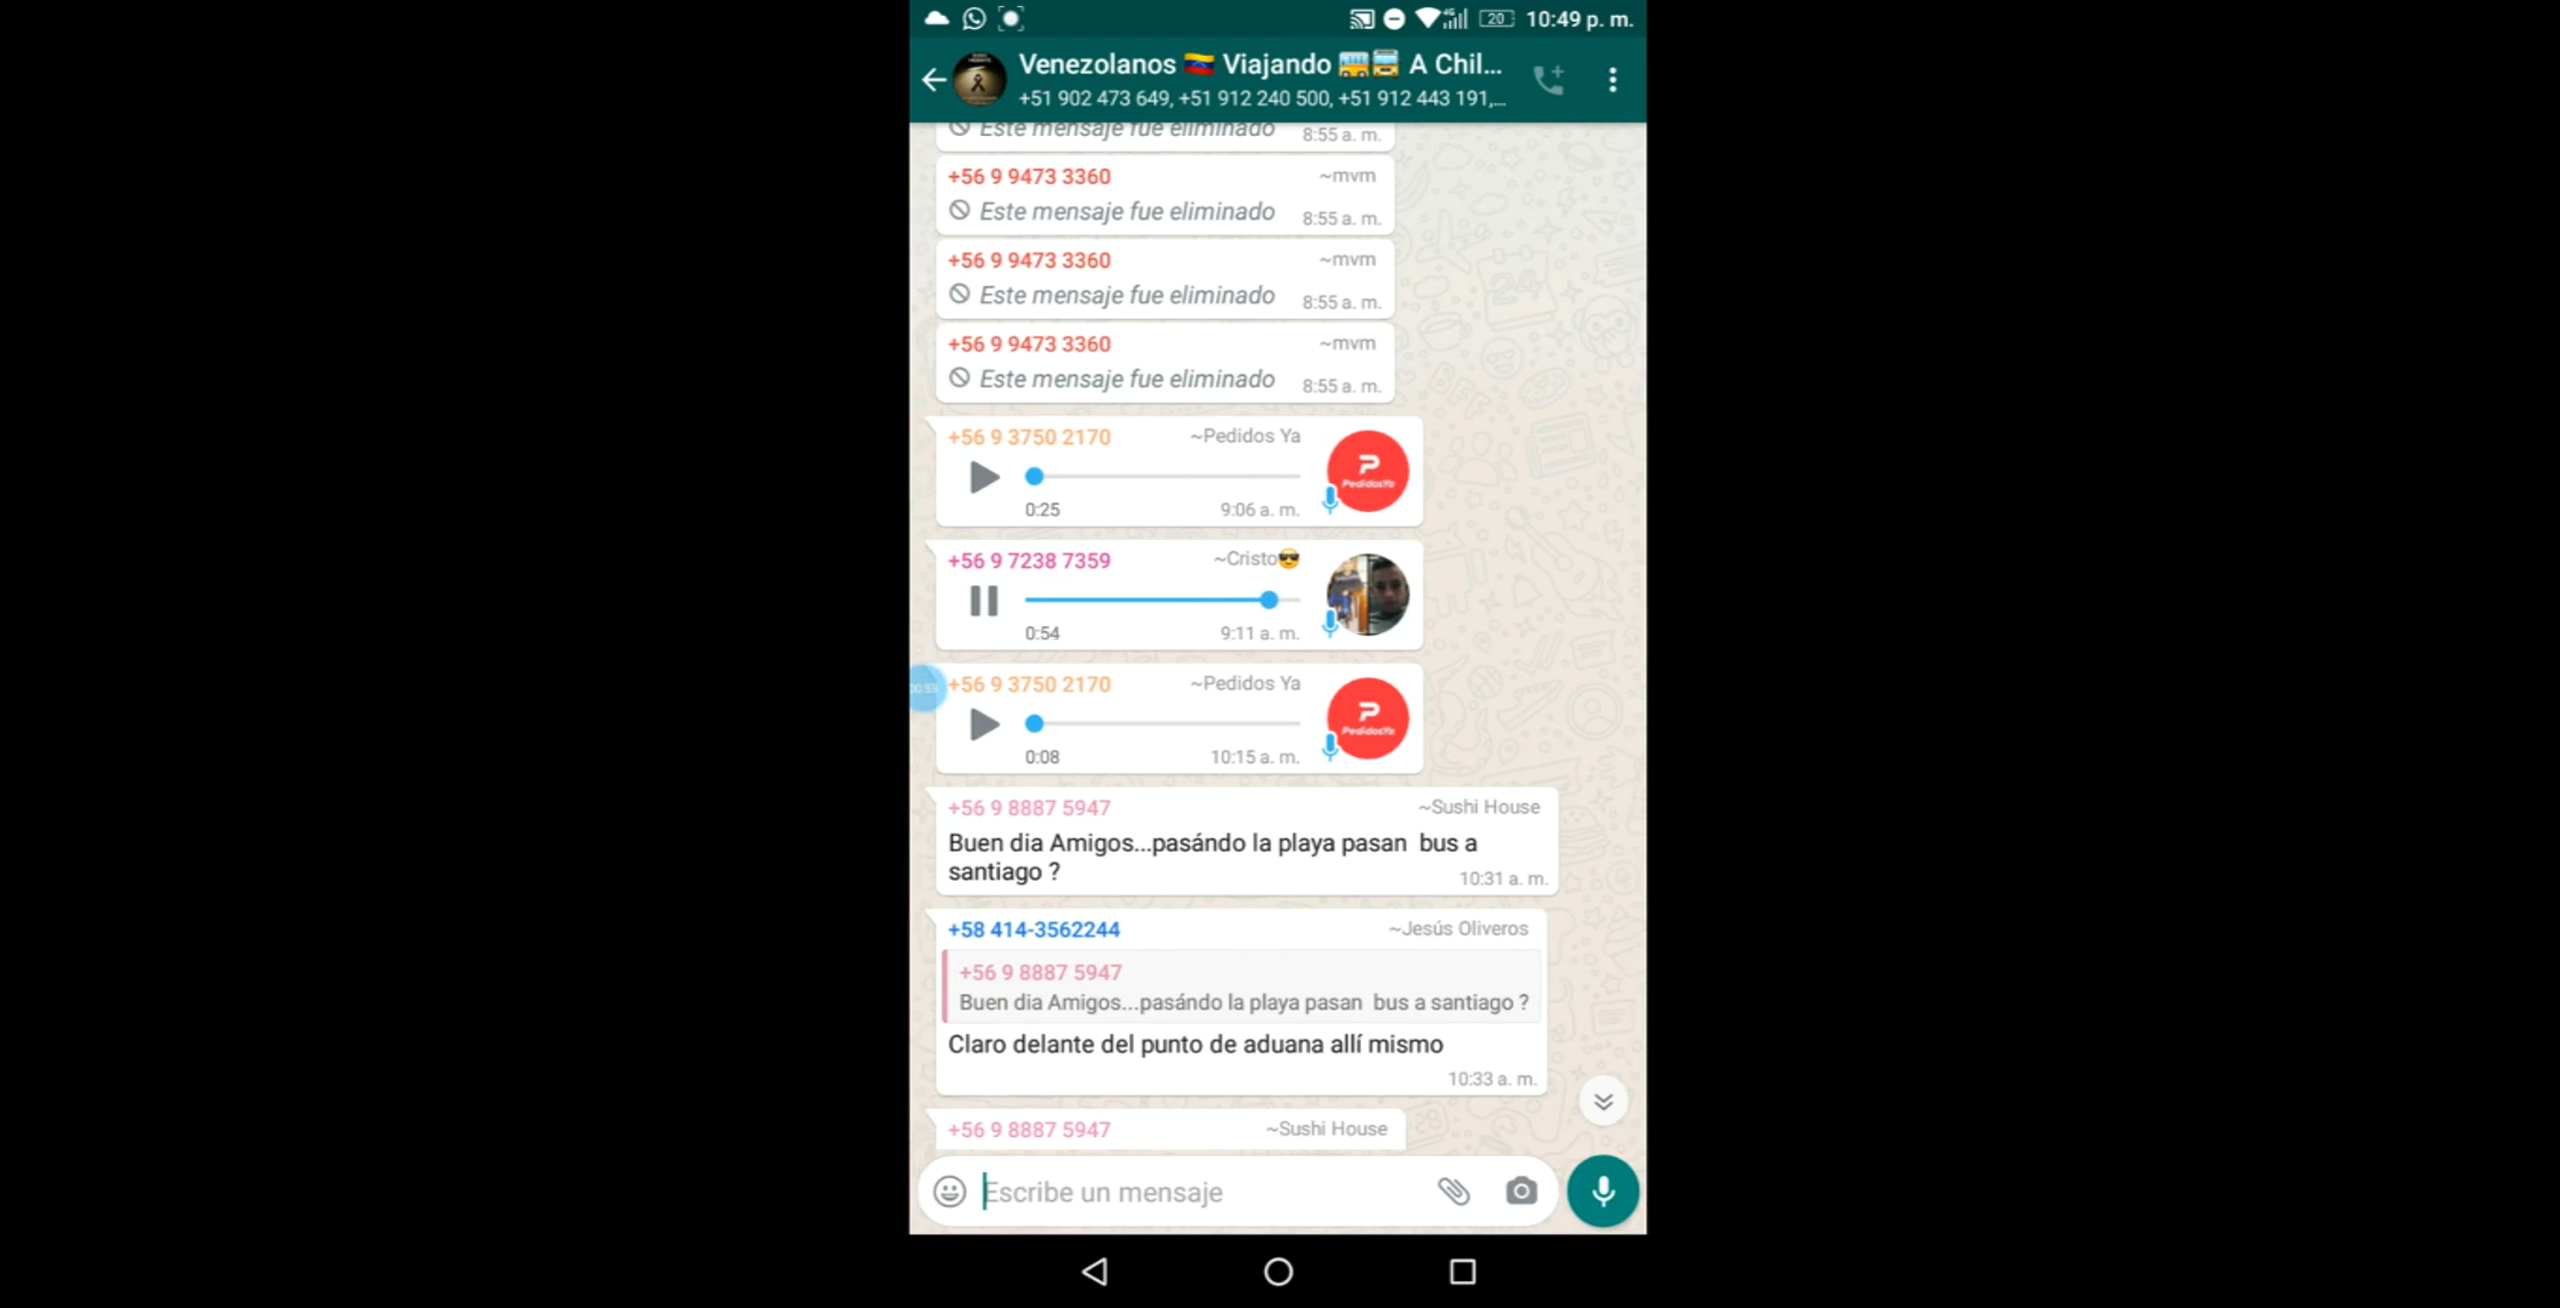 20 10:49 p. m.
Venezolanos 🇻🇪 Viajando 🚌🚍 A Chil...
+51 902 473 649, +51 912 240 500, +51 912 443 191,...
Este mensaje fue eliminado 8:55 a. m.
+56 9 9473 3360 ~mvm
Este mensaje fue eliminado 8:55 a. m.
+56 9 9473 3360 ~mvm
Este mensaje fue eliminado 8:55 a. m.
+56 9 9473 3360 ~mvm
Este mensaje fue eliminado 8:55 a. m.
+56 9 3750 2170 ~Pedidos Ya
PedidosYa
0:25 9:06 a. m.
+56 9 7238 7359 ~Cristo😎
0:54 9:11 a. m.
00:53 +56 9 3750 2170 ~Pedidos Ya
PedidosYa
0:08 10:15 a. m.
+56 9 8887 5947 ~Sushi House
Buen dia Amigos...pasándo la playa pasan bus a
santiago ? 10:31 a. m.
+58 414-3562244 ~Jesús Oliveros
+56 9 8887 5947
Buen dia Amigos...pasándo la playa pasan bus a santiago ?
Claro delante del punto de aduana allí mismo
10:33 a. m.
+56 9 8887 5947 ~Sushi House
Escribe un mensaje